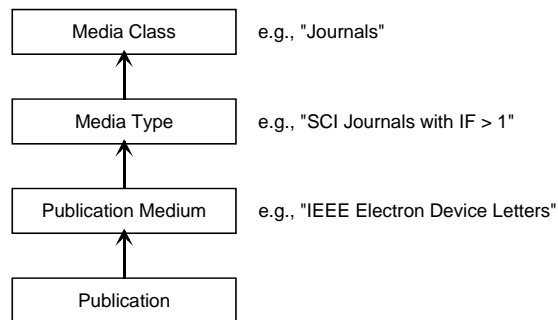 Media Class
e.g., "Journals"
Media Type
e.g., "SCI Journals with IF > 1"
Publication Medium
e.g., "IEEE Electron Device Letters"
Publication